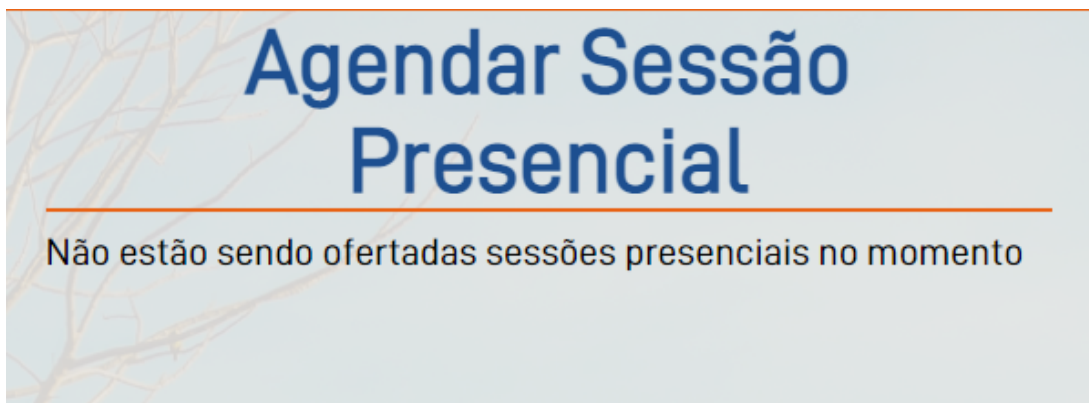 Agendar Sessão
Presencial
Não estão sendo ofertadas sessões presenciais no momento